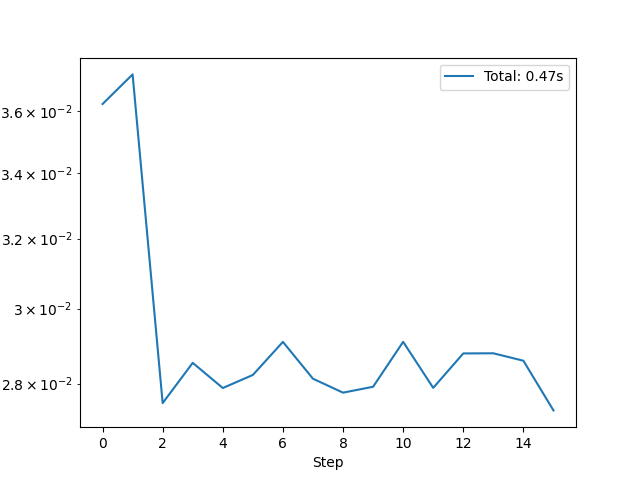 Total: 0.47s
3.6 × 10⁻²
3.4 × 10⁻²
3.2 × 10⁻²
3 × 10⁻²
2.8 × 10⁻²
0 2 4 6 8 10 12 14
Step